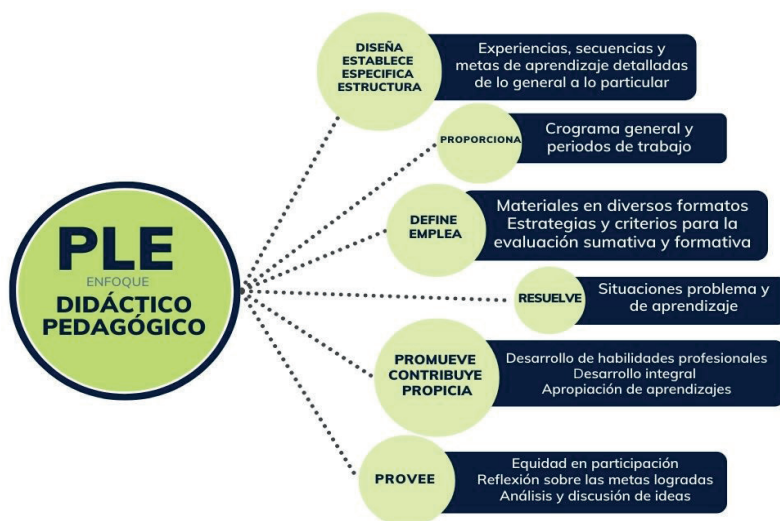 PLE
ENFOQUE
DIDÁCTICO
PEDAGÓGICO
DISEÑA
ESTABLECE
ESPECIFICA
ESTRUCTURA
Experiencias, secuencias y
metas de aprendizaje detalladas
de lo general a lo particular
PROPORCIONA
Crograma general y
periodos de trabajo
DEFINE
EMPLEA
Materiales en diversos formatos
Estrategias y criterios para la
evaluación sumativa y formativa
RESUELVE
Situaciones problema y
de aprendizaje
PROMUEVE
CONTRIBUYE
PROPICIA
Desarrollo de habilidades profesionales
Desarrollo integral
Apropiación de aprendizajes
PROVEE
Equidad en participación
Reflexión sobre las metas logradas
Análisis y discusión de ideas